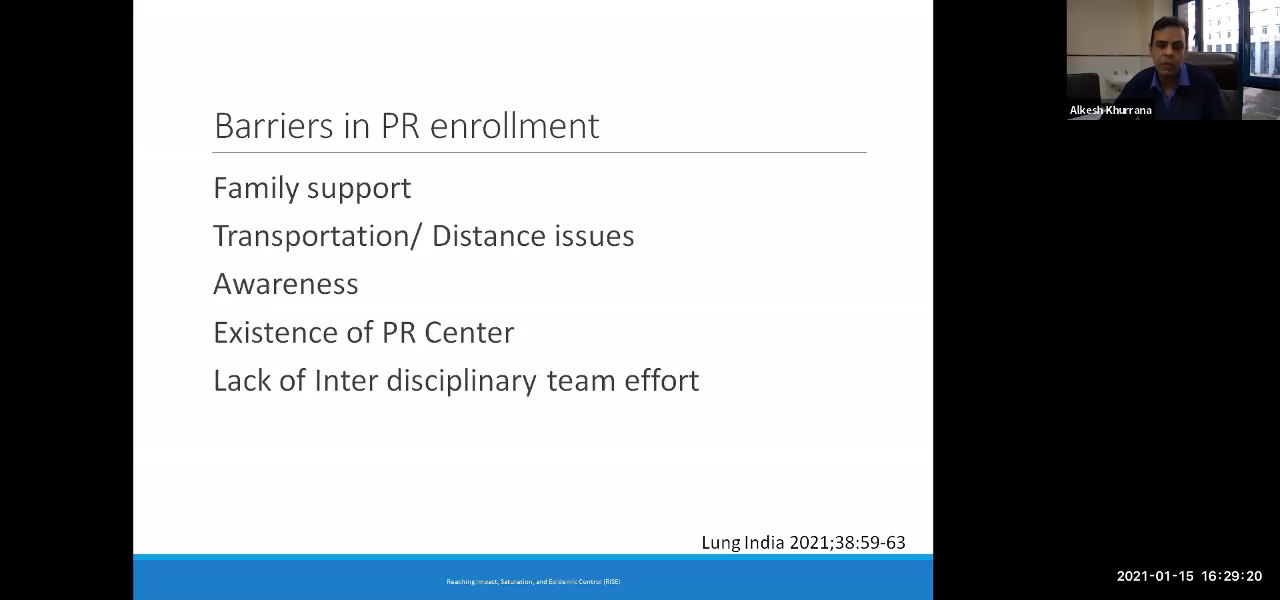 Barriers in PR enrollment
Family support
Transportation/ Distance issues
Awareness
Existence of PR Center
Lack of Inter disciplinary team effort
Lung India 2021;38:59-63
Reaching Impact, Saturation, and Epidemic Control (RISE)
Alkesh Khurrana
2021-01-15 16:29:20